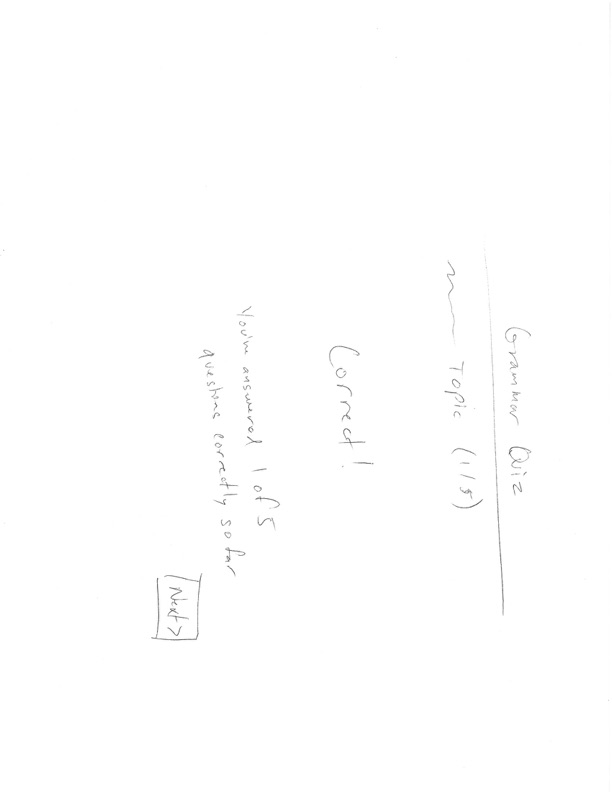 Grammar Quiz
Topic (1/5)
Correct!
You've answered 1 of 5
questions correctly so far
Next >